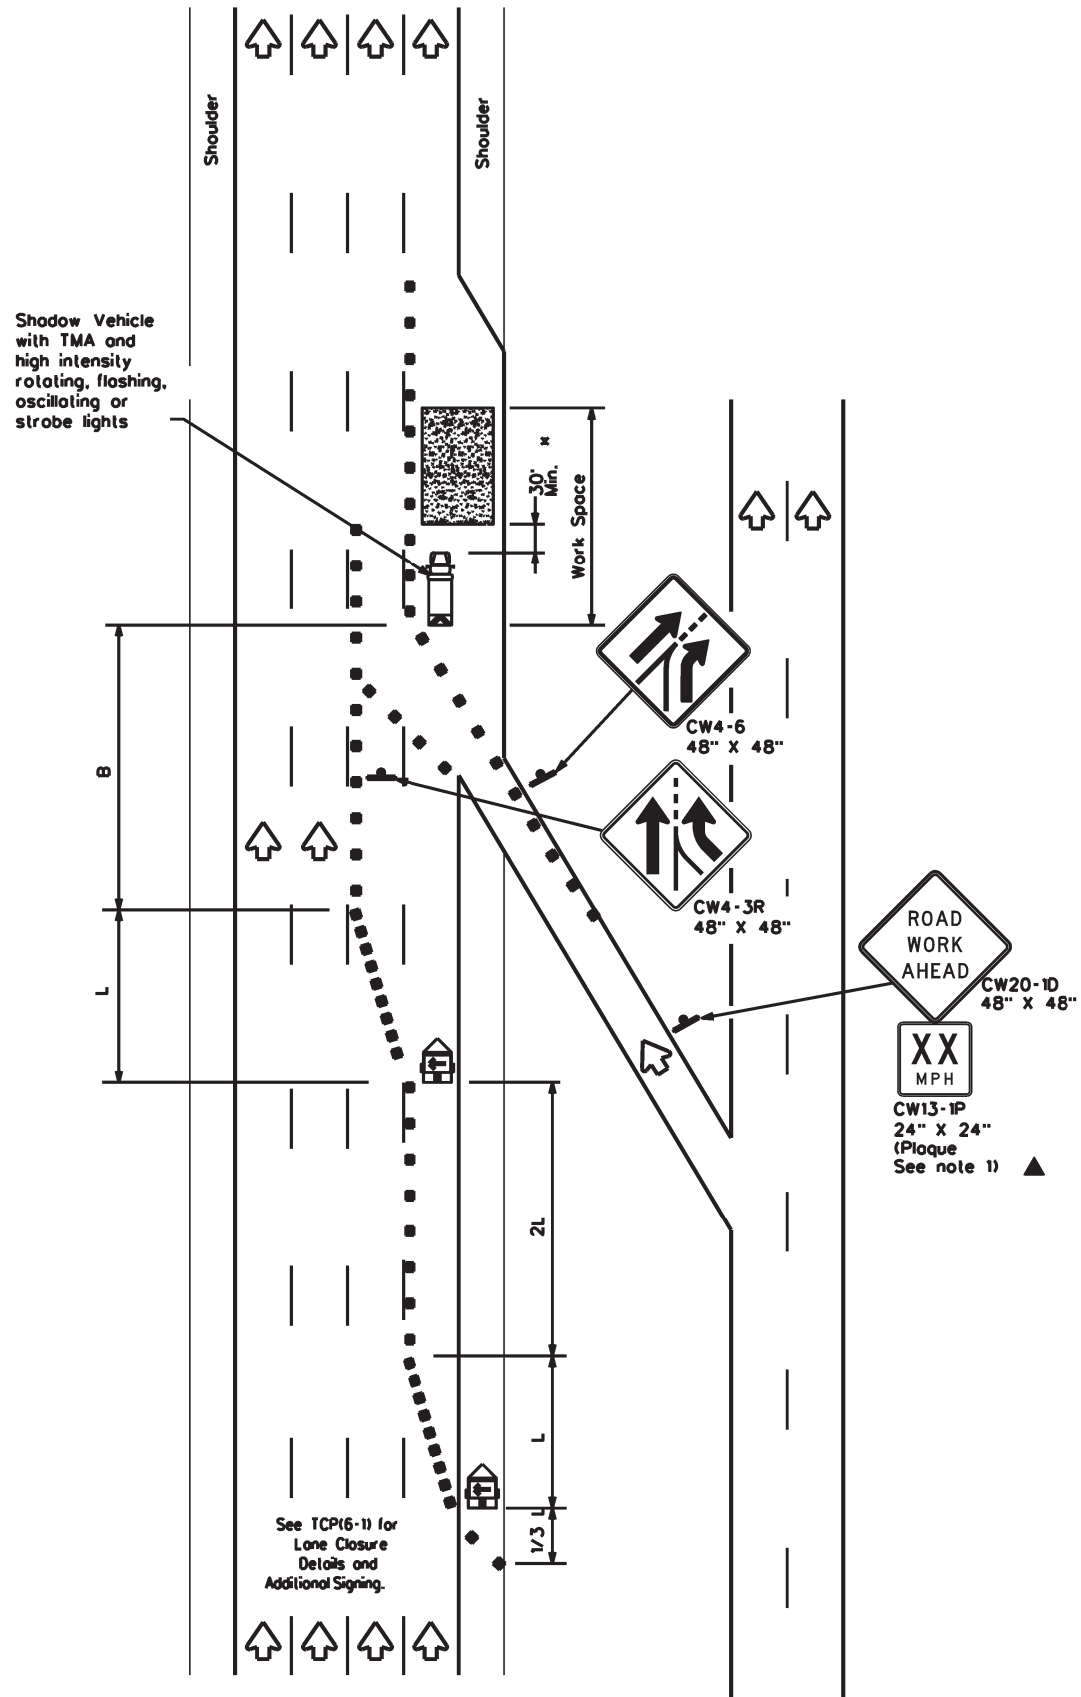 Shoulder
Shoulder
Shadow Vehicle
with TMA and
high intensity
rotating, flashing,
oscillating or
strobe lights
30'
Min.
x
Work Space
CW4-6
48" X 48"
B
CW4-3R
48" X 48"
ROAD
WORK
AHEAD
CW20-1D
48" X 48"
L
XX
MPH
CW13-1P
24" X 24"
(Plaque
See note 1)
2L
L
1/3 L
See TCP(6-1) for
Lane Closure
Details and
Additional Signing.